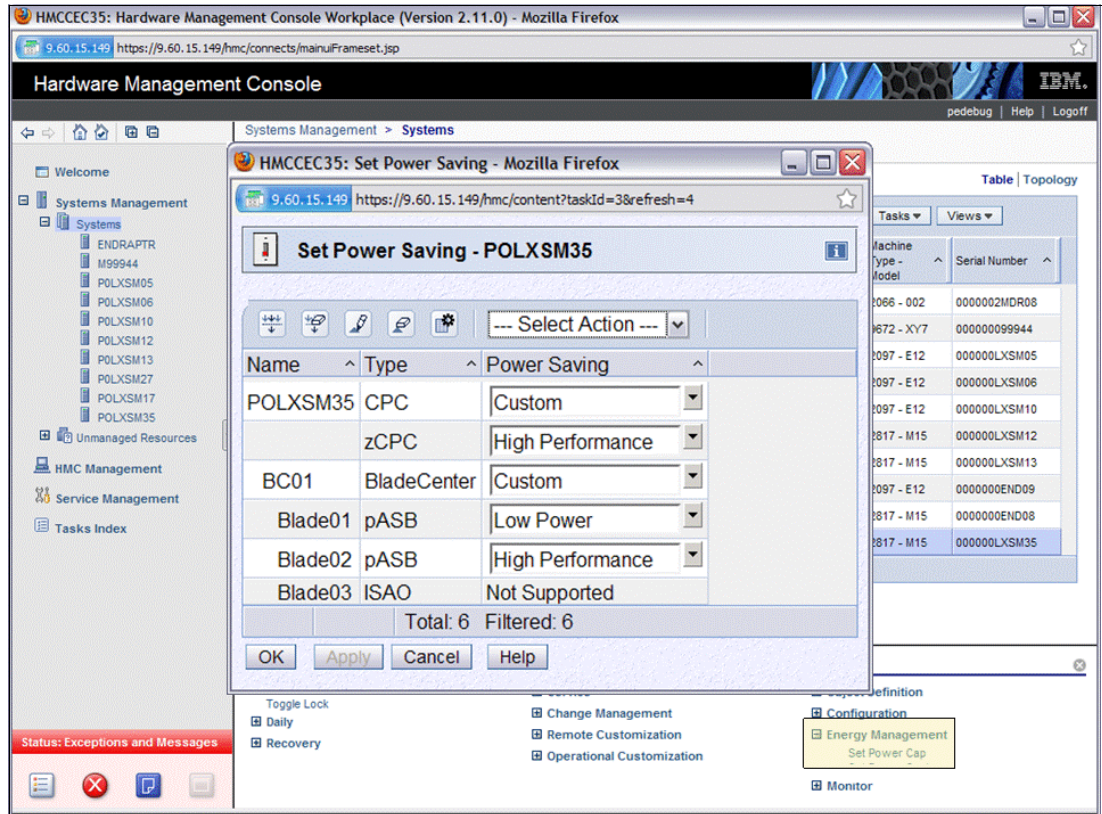 HMCCEC35: Hardware Management Console Workplace (Version 2.11.0) - Mozilla Firefox
9.60.15.149 https://9.60.15.149/hmc/connects/mainuiFrameset.jsp
Hardware Management Console
IBM.
pedebug | Help | Logoff
Systems Management > Systems
Welcome
Systems Management
Systems
ENDRAPTR
M99944
P0LXSM05
P0LXSM06
P0LXSM10
P0LXSM12
P0LXSM13
P0LXSM27
POLXSM17
POLXSM35
Unmanaged Resources
HMC Management
Service Management
Tasks Index
Status: Exceptions and Messages
HMCCEC35: Set Power Saving - Mozilla Firefox
9.60.15.149 https://9.60.15.149/hmc/content?taskId=3&refresh=4
Set Power Saving - POLXSM35
--- Select Action ---
Name Type Power Saving
POLXSM35 CPC Custom
zCPC High Performance
BC01 BladeCenter Custom
Blade01 pASB Low Power
Blade02 pASB High Performance
Blade03 ISAO Not Supported
Total: 6 Filtered: 6
OK Apply Cancel Help
Table | Topology
Tasks Views
Machine
Type -
Model
Serial Number
2066 - 002 0000002MDR08
9672 - XY7 000000099944
2097 - E12 000000LXSM05
2097 - E12 000000LXSM06
2097 - E12 000000LXSM10
2817 - M15 000000LXSM12
2817 - M15 000000LXSM13
2097 - E12 0000000END09
2817 - M15 0000000END08
2817 - M15 000000LXSM35
Toggle Lock
Daily
Recovery
Change Management
Remote Customization
Operational Customization
Definition
Configuration
Energy Management
Set Power Cap
Monitor